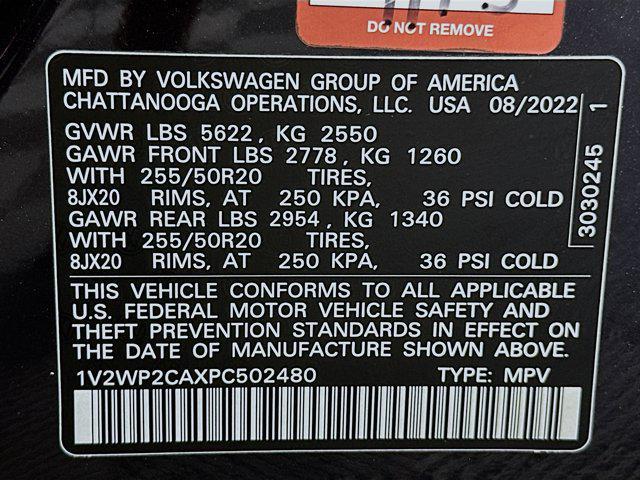 DO NOT REMOVE
MFD BY VOLKSWAGEN GROUP OF AMERICA
CHATTANOOGA OPERATIONS, LLC. USA 08/2022
GVWR LBS 5622, KG 2550
GAWR FRONT LBS 2778, KG 1260
WITH 255/50R20 TIRES,
8JX20 RIMS, AT 250 KPA, 36 PSI COLD
GAWR REAR LBS 2954, KG 1340
WITH 255/50R20 TIRES,
8JX20 RIMS, AT 250 KPA, 36 PSI COLD
3030245 1
THIS VEHICLE CONFORMS TO ALL APPLICABLE
U.S. FEDERAL MOTOR VEHICLE SAFETY AND
THEFT PREVENTION STANDARDS IN EFFECT ON
THE DATE OF MANUFACTURE SHOWN ABOVE.
1V2WP2CAXPC502480 TYPE: MPV